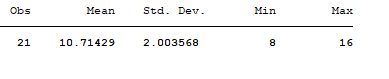 Obs Mean Std. Dev. Min Max
21 10.71429 2.003568 8 16